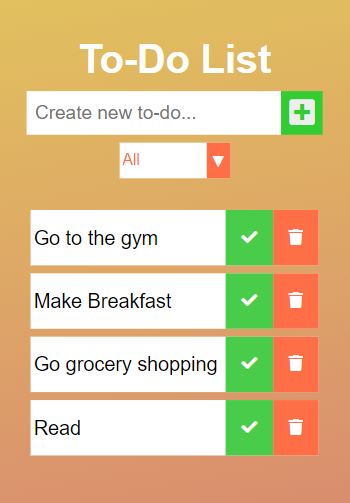 To-Do List
Create new to-do...
All
Go to the gym
Make Breakfast
Go grocery shopping
Read